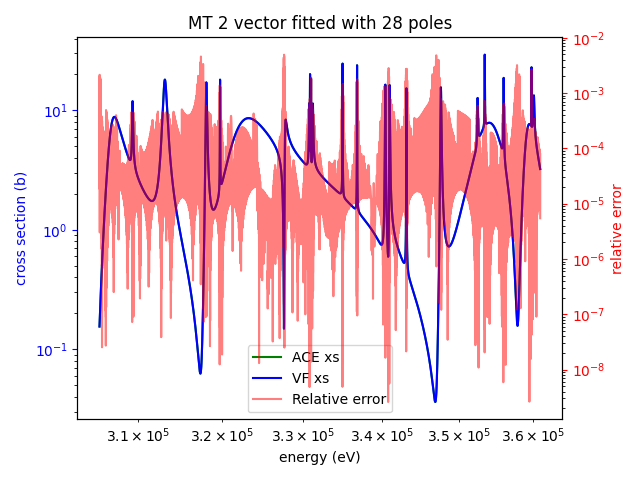 MT 2 vector fitted with 28 poles
cross section (b)
10¹
10⁰
10⁻¹
10⁻²
10⁻³
10⁻⁴
10⁻⁵
10⁻⁶
10⁻⁷
10⁻⁸
relative error
ACE xs
VF xs
Relative error
3.1 × 10⁵ 3.2 × 10⁵ 3.3 × 10⁵ 3.4 × 10⁵ 3.5 × 10⁵ 3.6 × 10⁵
energy (eV)